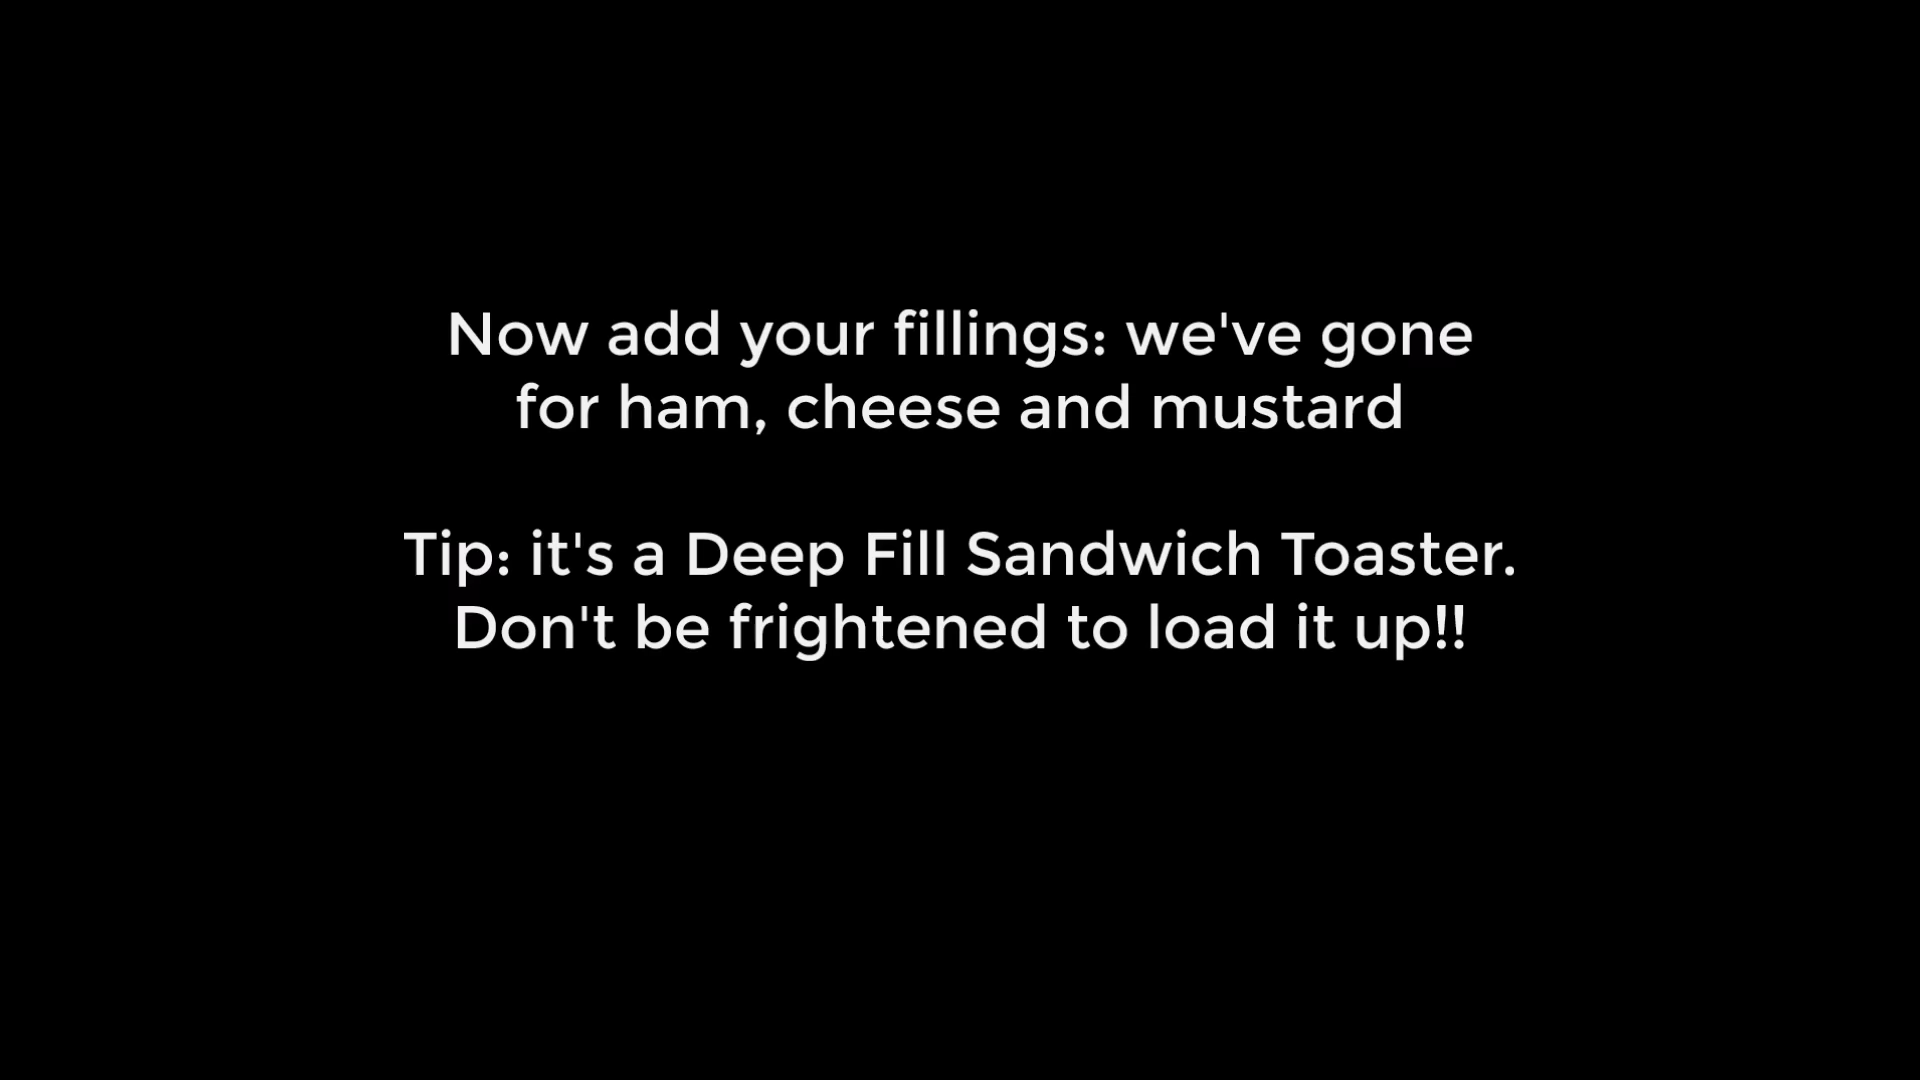 Now add your fillings: we've gone
for ham, cheese and mustard
Tip: it's a Deep Fill Sandwich Toaster.
Don't be frightened to load it up!!